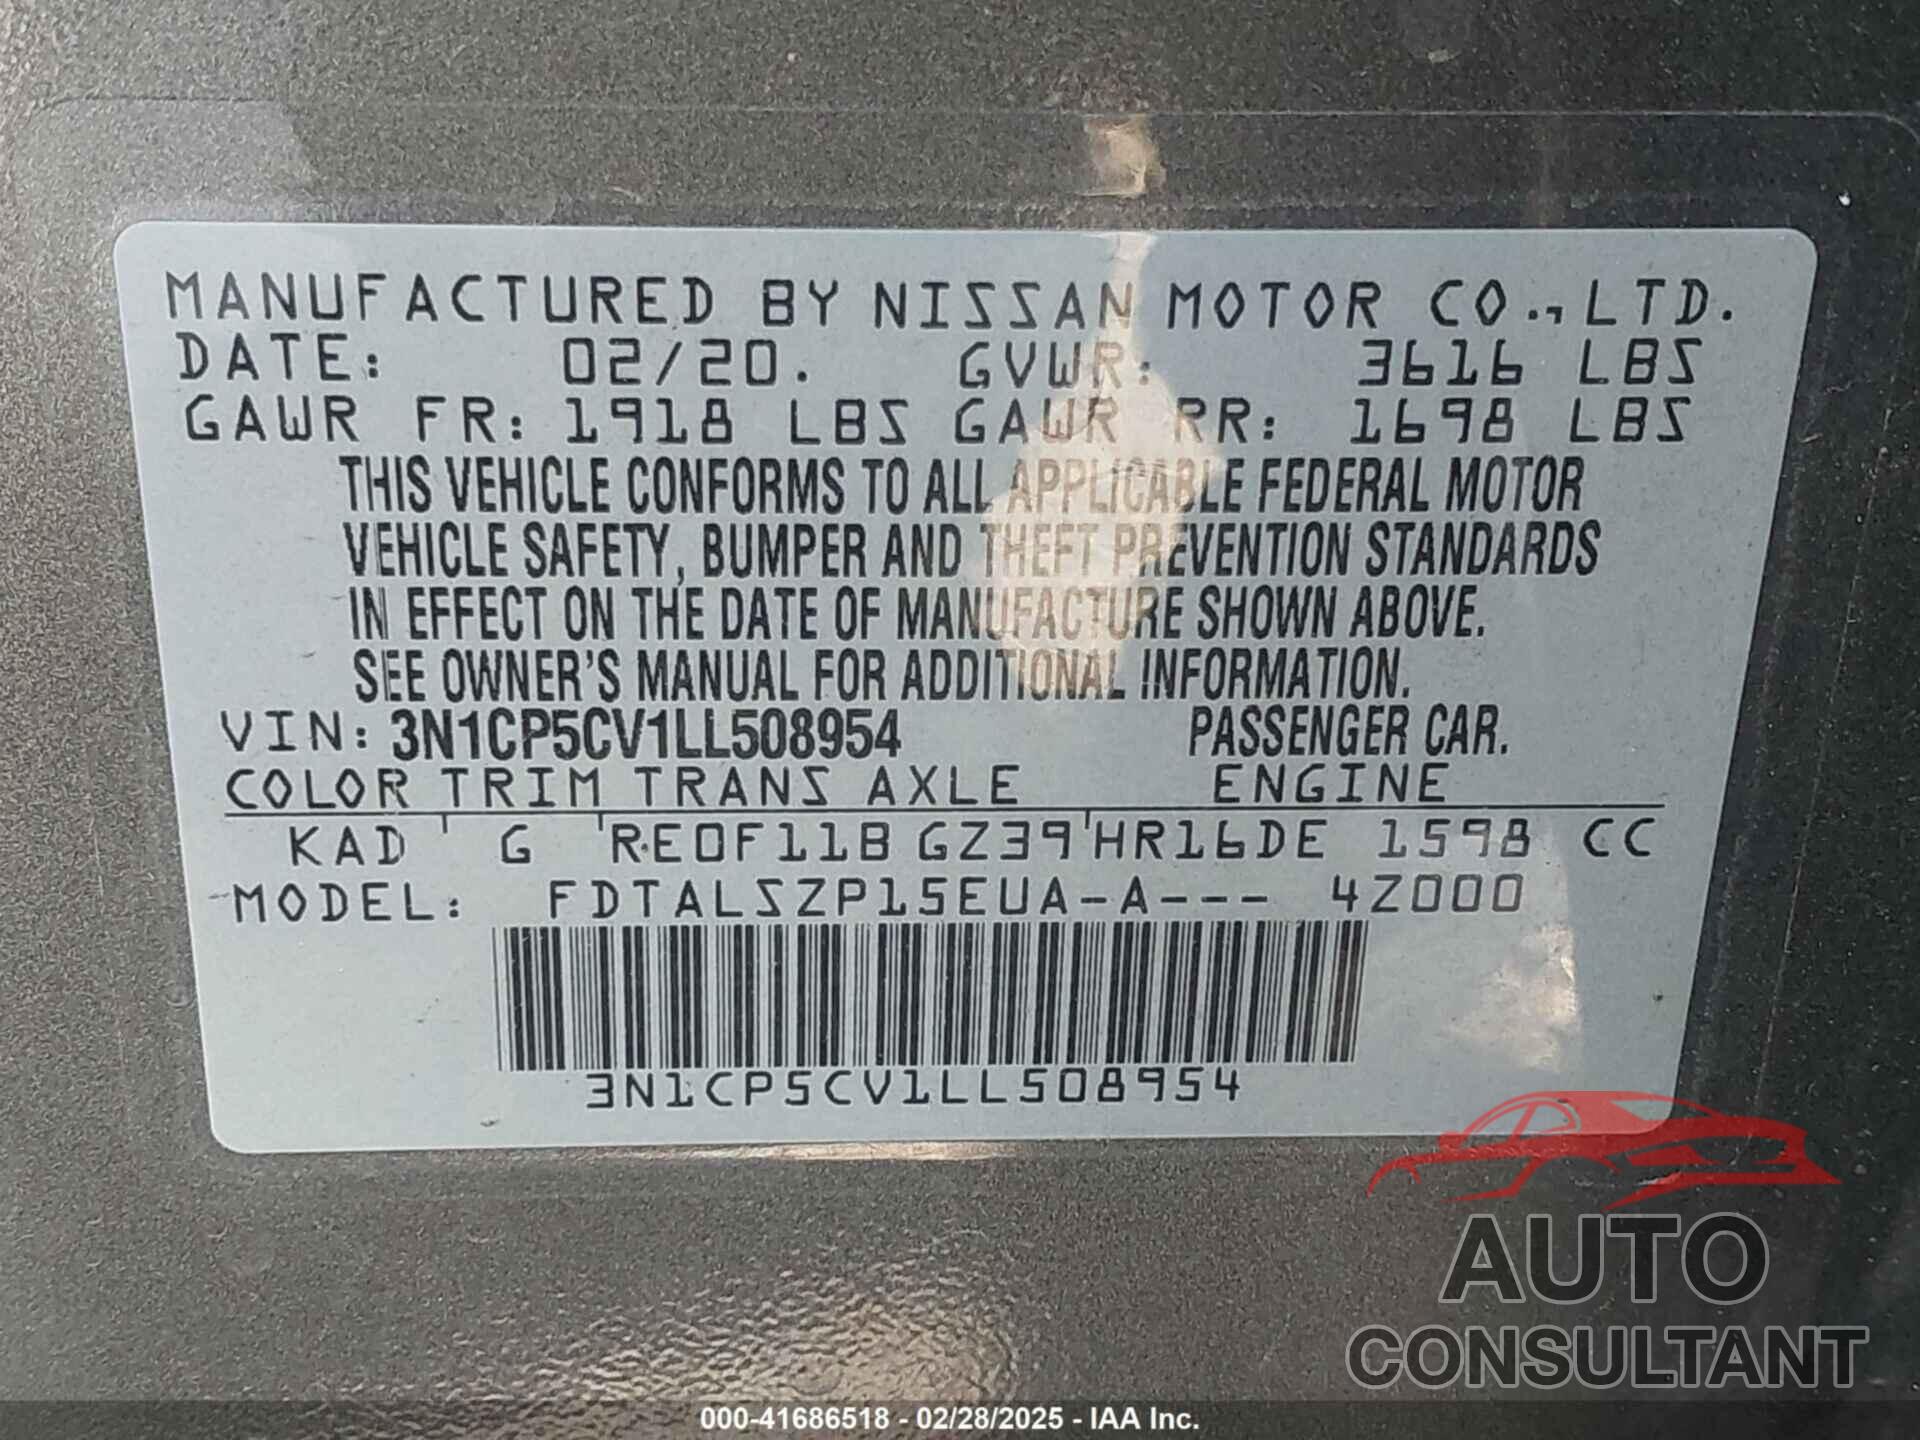 MANUFACTURED BY NISSAN MOTOR CO., LTD.
DATE: 02/20. GVWR: 3616 LBS
GAWR FR: 1918 LBS GAWR RR: 1698 LBS
THIS VEHICLE CONFORMS TO ALL APPLICABLE FEDERAL MOTOR
VEHICLE SAFETY, BUMPER AND THEFT PREVENTION STANDARDS
IN EFFECT ON THE DATE OF MANUFACTURE SHOWN ABOVE.
SEE OWNER'S MANUAL FOR ADDITIONAL INFORMATION.
VIN: 3N1CP5CV1LL508954 PASSENGER CAR.
COLOR TRIM TRANS AXLE ENGINE
KAD G RE0F11B GZ39 HR16DE 1598 CC
MODEL: FDTALSZP15EUA-A--- 4Z000
3N1CP5CV1LL508954
AUTO
CONSULTANT
000-41686518 - 02/28/2025 - IAA Inc.